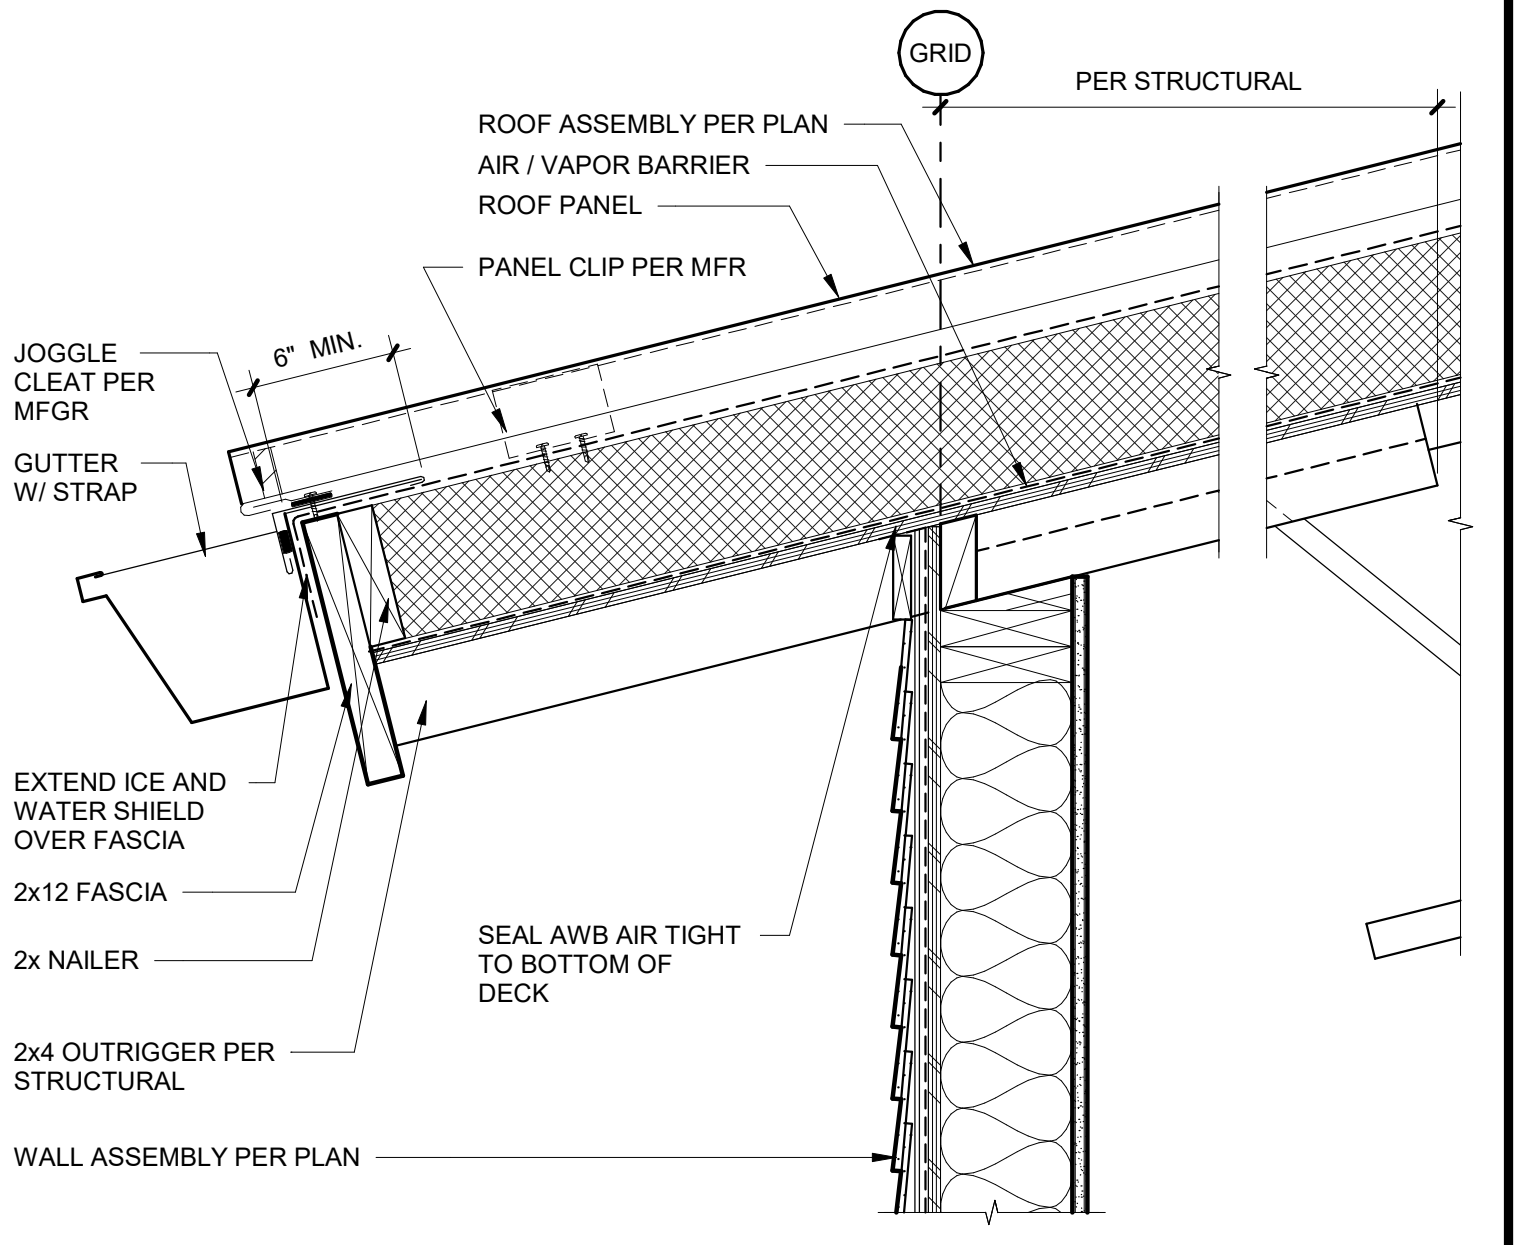 GRID
PER STRUCTURAL
ROOF ASSEMBLY PER PLAN
AIR / VAPOR BARRIER
ROOF PANEL
PANEL CLIP PER MFR
6" MIN.
JOGGLE
CLEAT PER
MFGR
GUTTER
W/ STRAP
EXTEND ICE AND
WATER SHIELD
OVER FASCIA
2x12 FASCIA
2x NAILER
SEAL AWB AIR TIGHT
TO BOTTOM OF
DECK
2x4 OUTRIGGER PER
STRUCTURAL
WALL ASSEMBLY PER PLAN